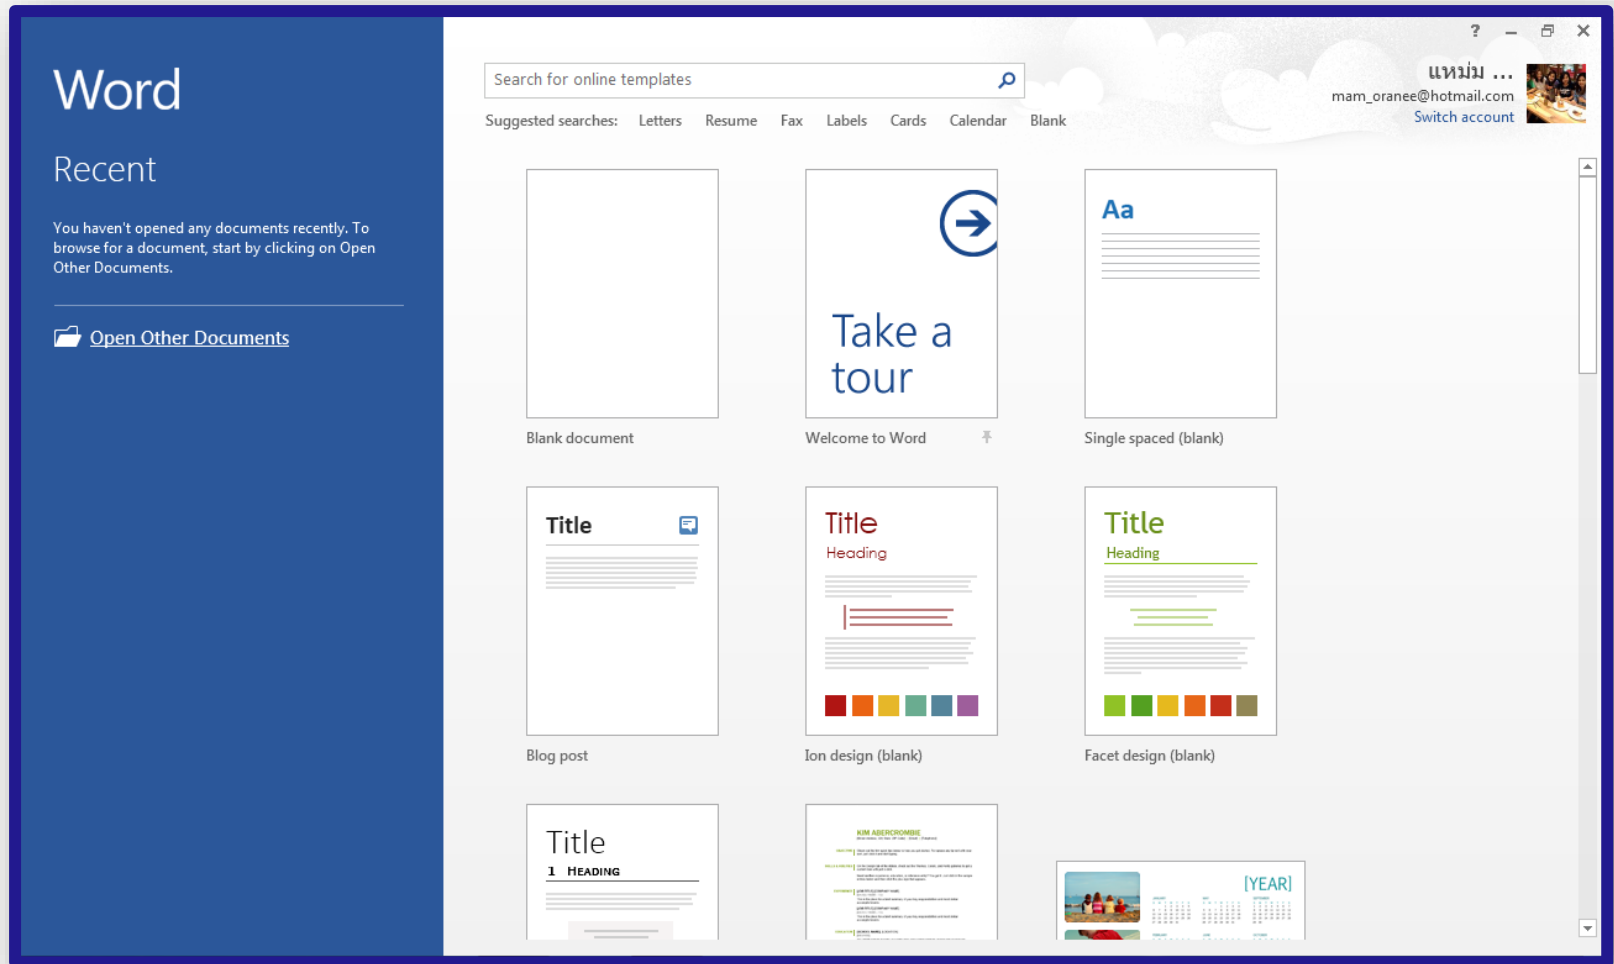 Word
Recent
You haven't opened any documents recently. To
browse for a document, start by clicking on Open
Other Documents.
Open Other Documents
?
Search for online templates
Suggested searches: Letters Resume Fax Labels Cards Calendar Blank
แหม่ม ...
mam_oranee@hotmail.com
Switch account
Take a
tour
Aa
Blank document
Welcome to Word
Single spaced (blank)
Title
Title
Heading
Title
Heading
Blog post
Ion design (blank)
Facet design (blank)
Title
1 HEADING
KIM ABERCROMBIE
[YEAR]